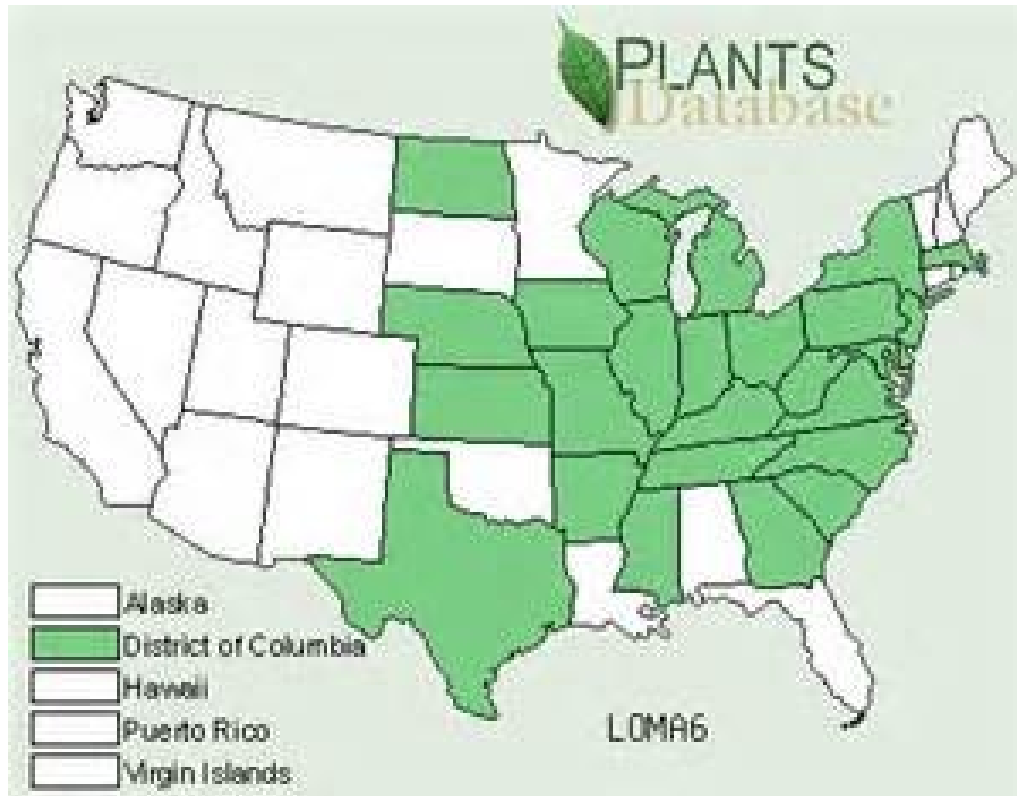 PLANTS
Database
Alaska
District of Columbia
Hawaii
Puerto Rico
Virgin Islands
LOMA6